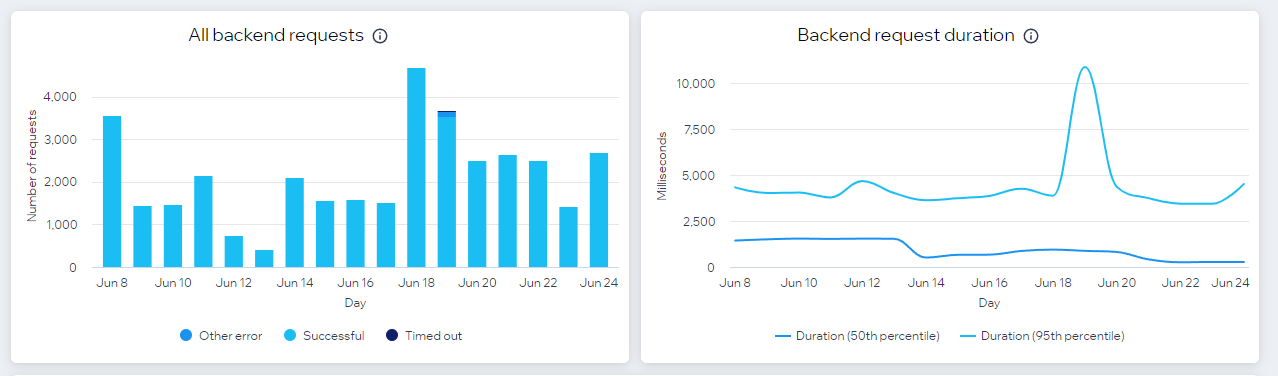 All backend requests
Number of requests
4,000
3,000
2,000
1,000
0
Jun 8 Jun 10 Jun 12 Jun 14 Jun 16 Jun 18 Jun 20 Jun 22 Jun 24
Day
Other error Successful Timed out
Backend request duration
Milliseconds
10,000
7,500
5,000
2,500
0
Jun 8 Jun 10 Jun 12 Jun 14 Jun 16 Jun 18 Jun 20 Jun 22 Jun 24
Day
Duration (50th percentile) Duration (95th percentile)